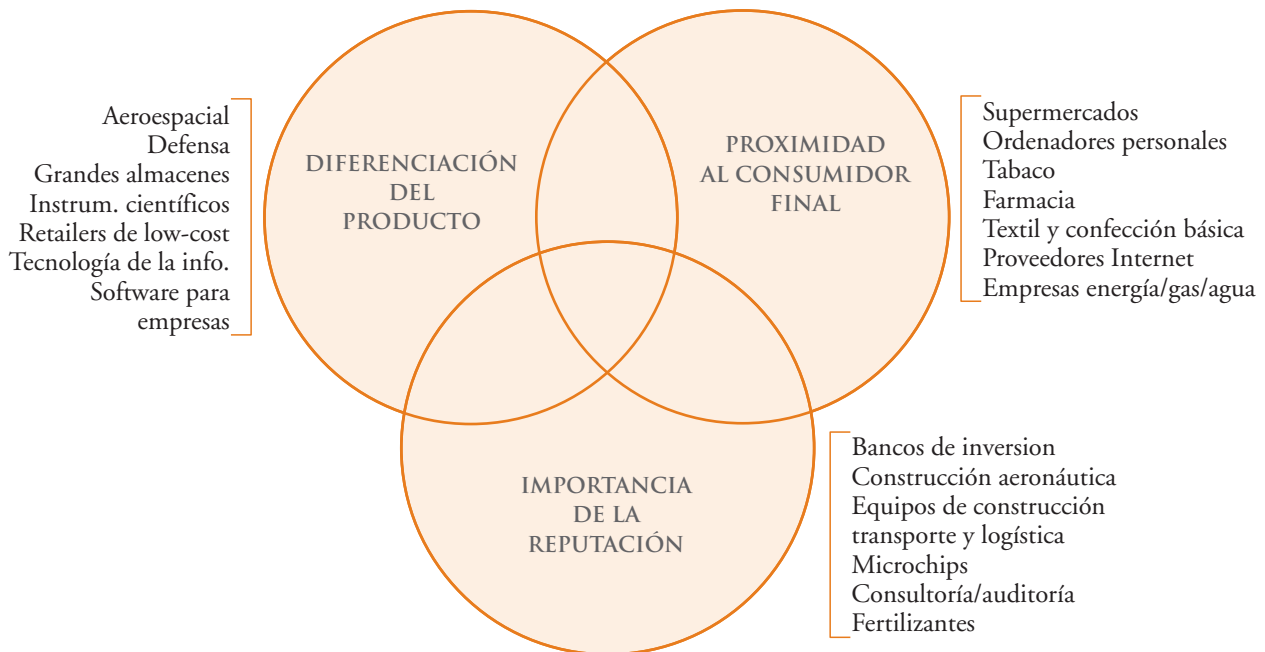 Aeroespacial
Defensa
Grandes almacenes
Instrum. científicos
Retailers de low-cost
Tecnología de la info.
Software para
empresas
DIFERENCIACIÓN
DEL
PRODUCTO
PROXIMIDAD
AL CONSUMIDOR
FINAL
Supermercados
Ordenadores personales
Tabaco
Farmacia
Textil y confección básica
Proveedores Internet
Empresas energía/gas/agua
IMPORTANCIA
DE LA
REPUTACIÓN
Bancos de inversion
Construcción aeronáutica
Equipos de construcción
transporte y logística
Microchips
Consultoría/auditoría
Fertilizantes